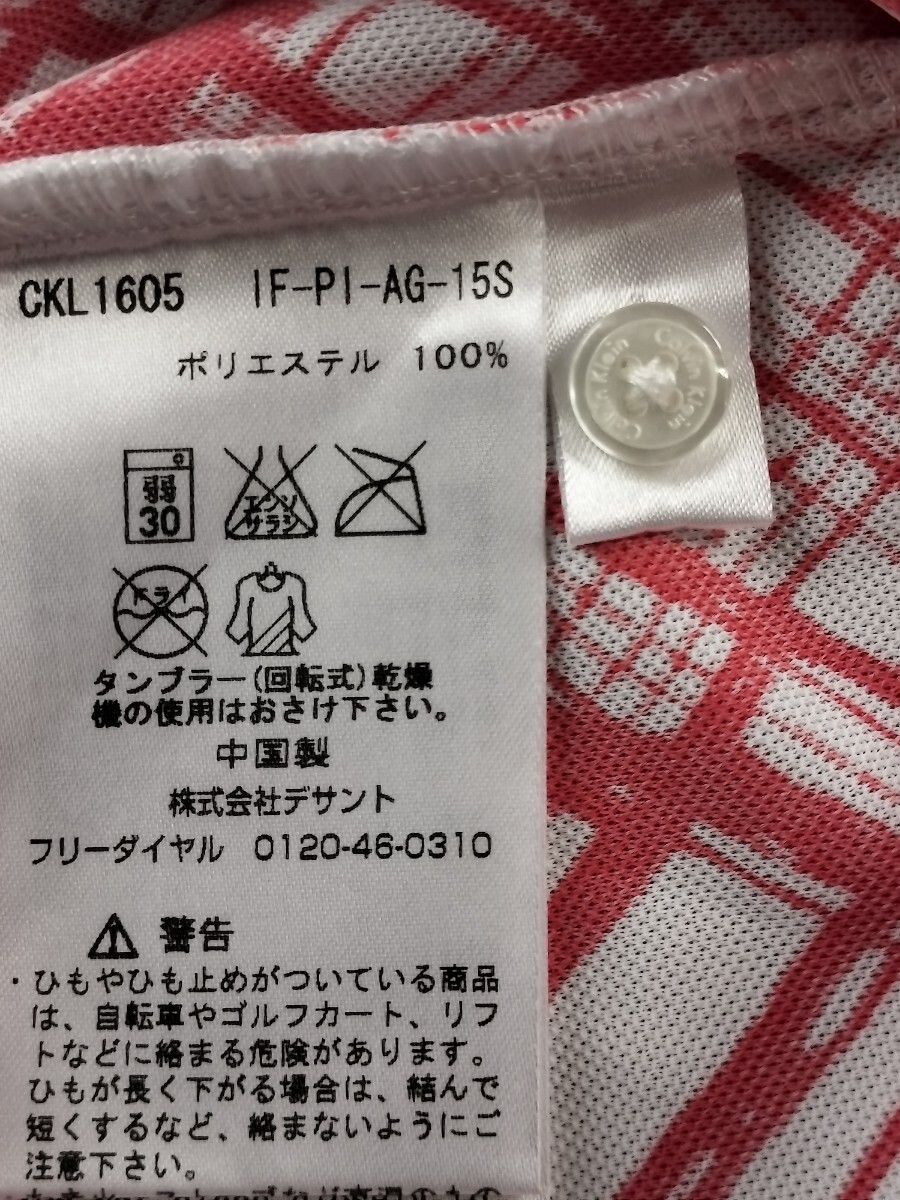 CKL1605 IF-PI-AG-15S
ポリエステル 100%
弱
30
エンソ
サラシ
ドライ
タンブラー(回転式)乾燥
機の使用はおさけ下さい。
中国製
株式会社デサント
フリーダイヤル 0120-46-0310
警告
・ひもやひも止めがついている商品
は、自転車やゴルフカート、リフ
トなどに絡まる危険があります。
ひもが長く下がる場合は、結んで
短くするなど、絡まないようにご
注意下さい。
Calvin Klein Calvin Klein